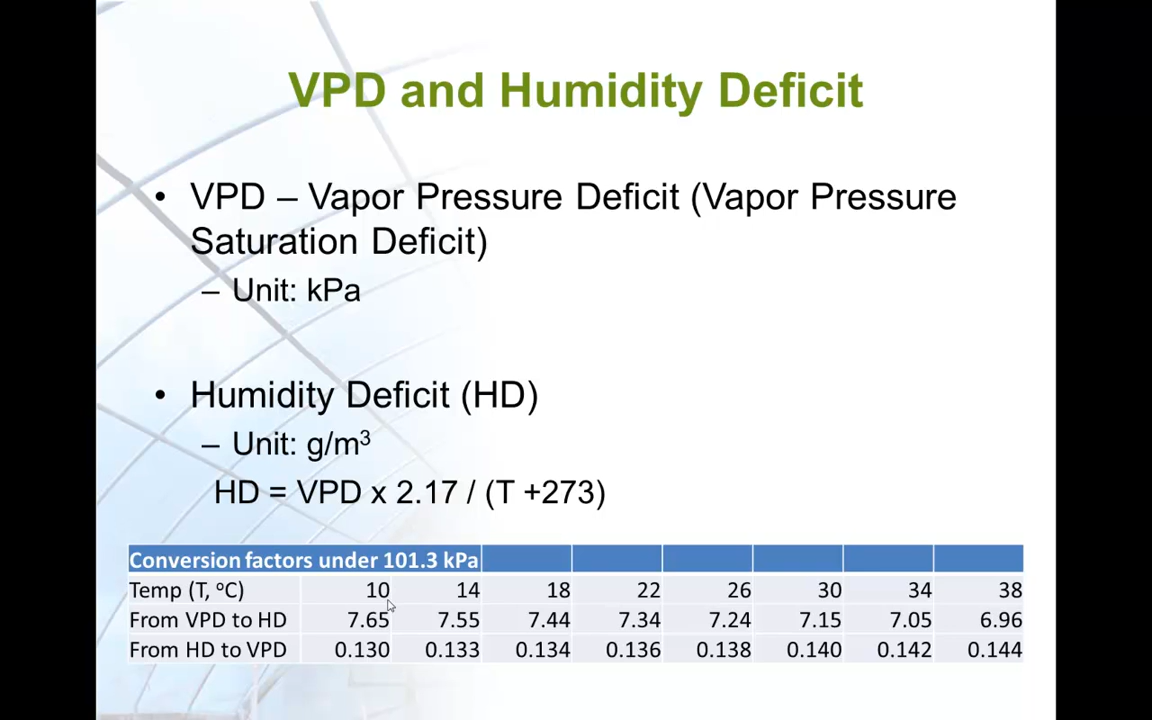 VPD and Humidity Deficit
• VPD – Vapor Pressure Deficit (Vapor Pressure
Saturation Deficit)
– Unit: kPa
• Humidity Deficit (HD)
– Unit: g/m³
HD = VPD x 2.17 / (T +273)
Conversion factors under 101.3 kPa
Temp (T, ºC) 10 14 18 22 26 30 34 38
From VPD to HD 7.65 7.55 7.44 7.34 7.24 7.15 7.05 6.96
From HD to VPD 0.130 0.133 0.134 0.136 0.138 0.140 0.142 0.144